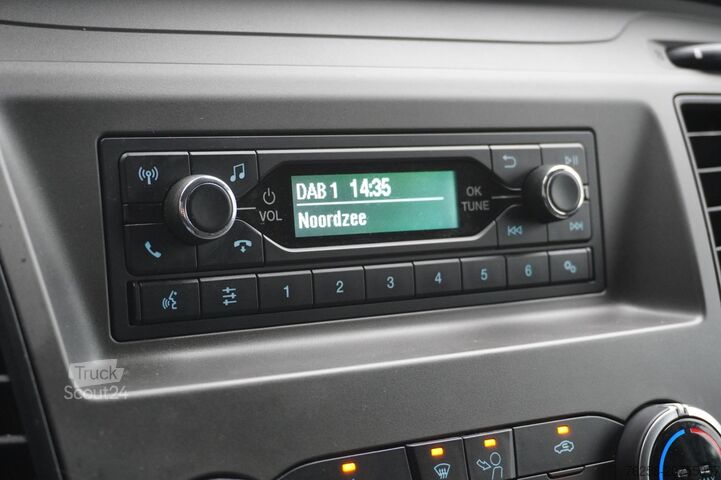 DAB 1 14:35
Noordzee
VOL
OK
TUNE
1 2 3 4 5 6
Truck
Scout24